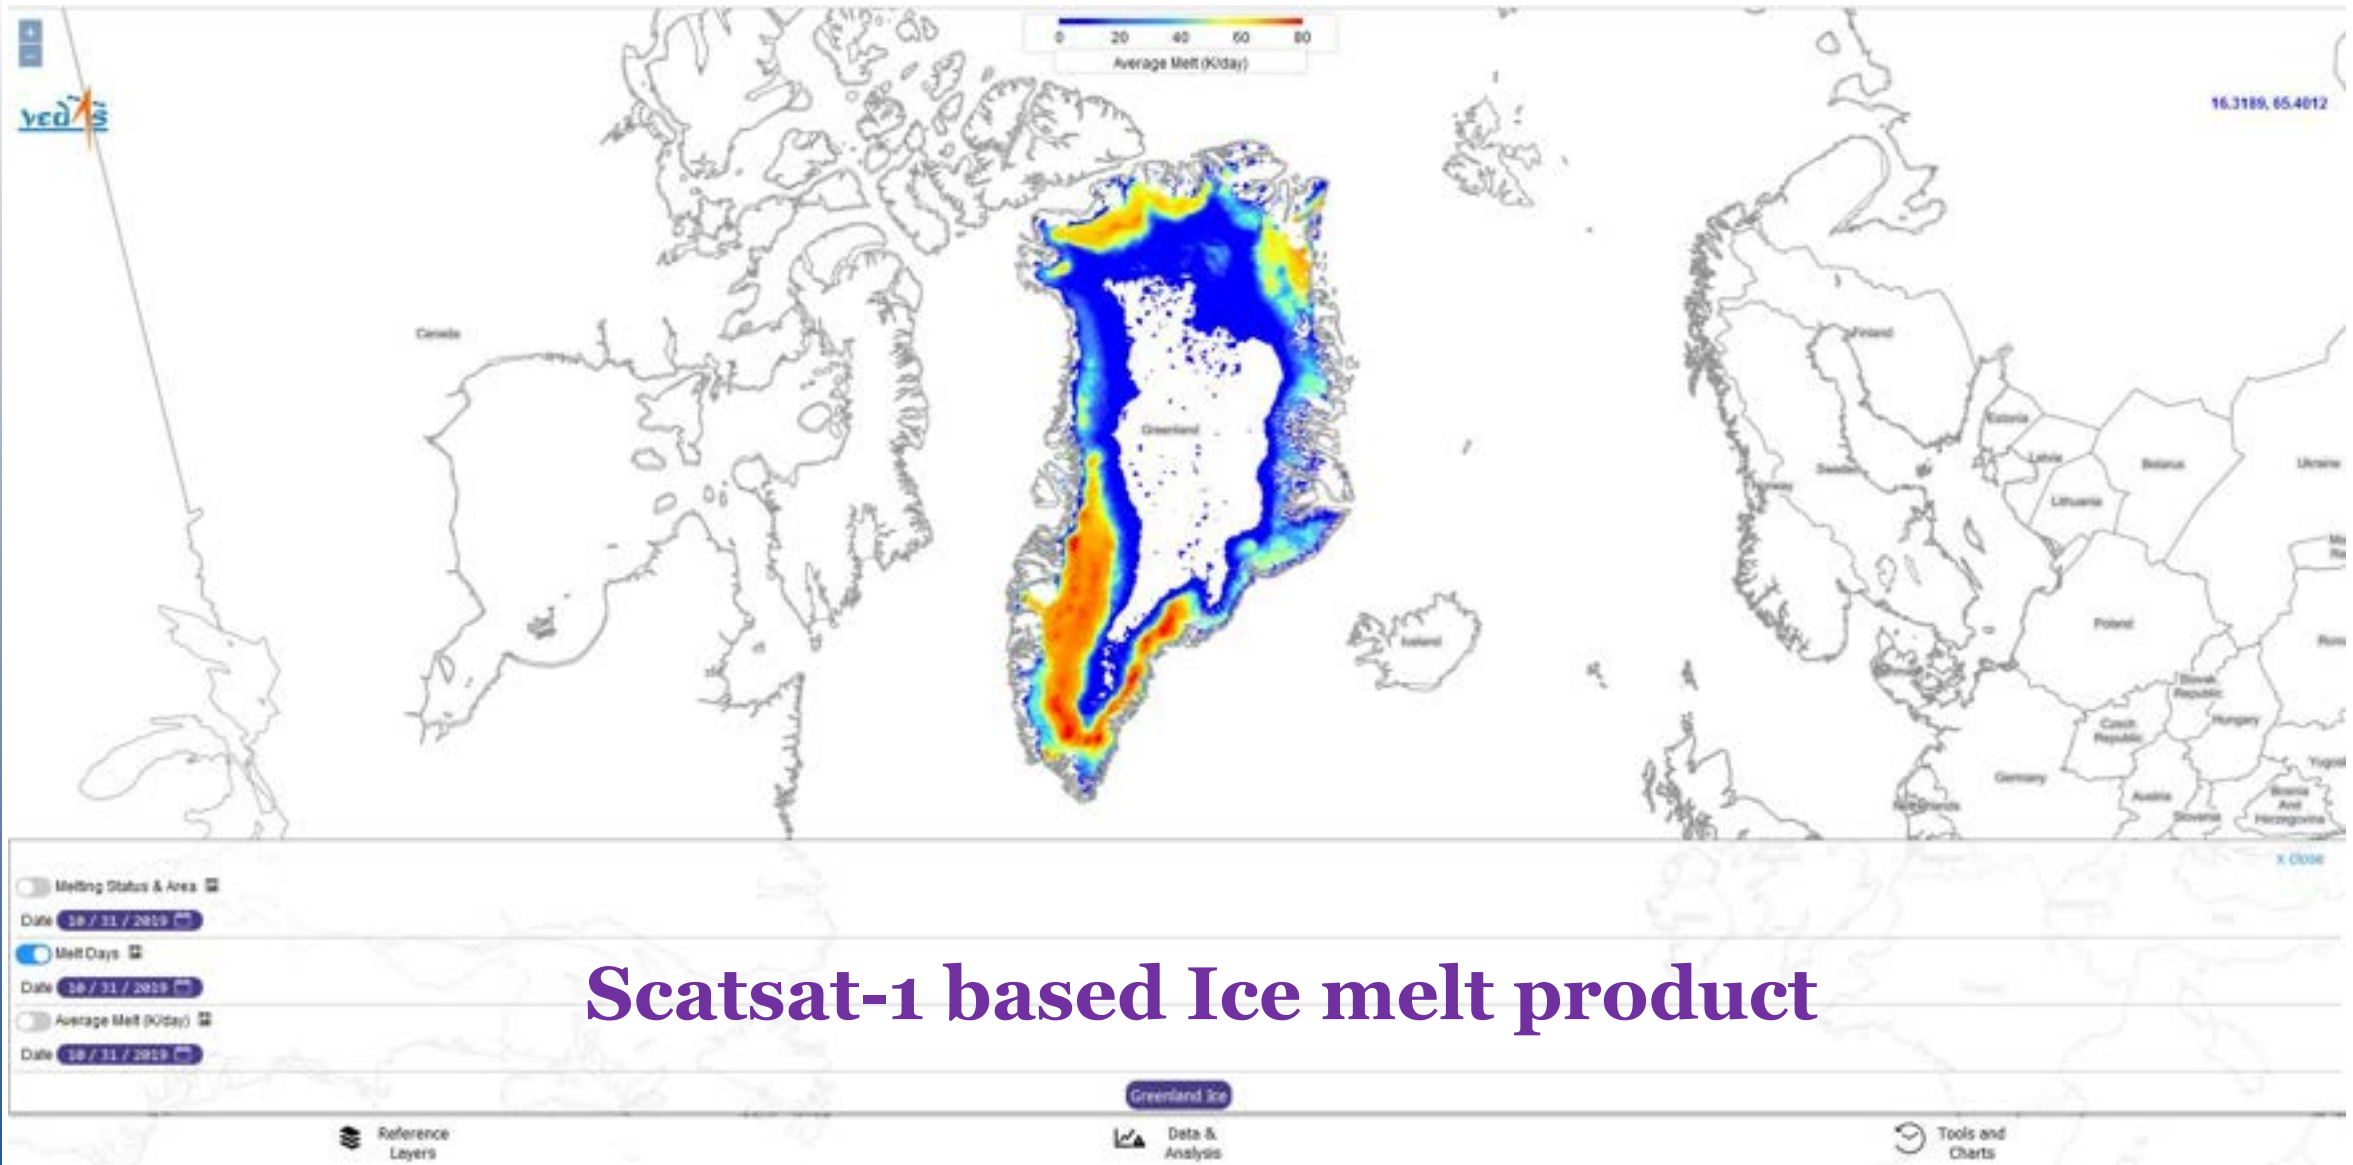 +
-
0 20 40 60 80
Average Melt (K/day)
vedas
16.3189, 65.4012
Canada
Greenland
Iceland
Finland
Sweden
Norway
Estonia
Latvia
Lithuania
Belarus
Ukraine
Poland
Slovak
Republic
Czech
Republic
Hungary
Germany
Austria
Slovenia
Bosnia
And
Herzegovina
x close
Melting Status & Area
Date 10 / 31 / 2019
Melt Days
Date 10 / 31 / 2019
Average Melt (K/day)
Date 10 / 31 / 2019
Scatsat-1 based Ice melt product
Greenland Ice
Reference
Layers
Data &
Analysis
Tools and
Charts